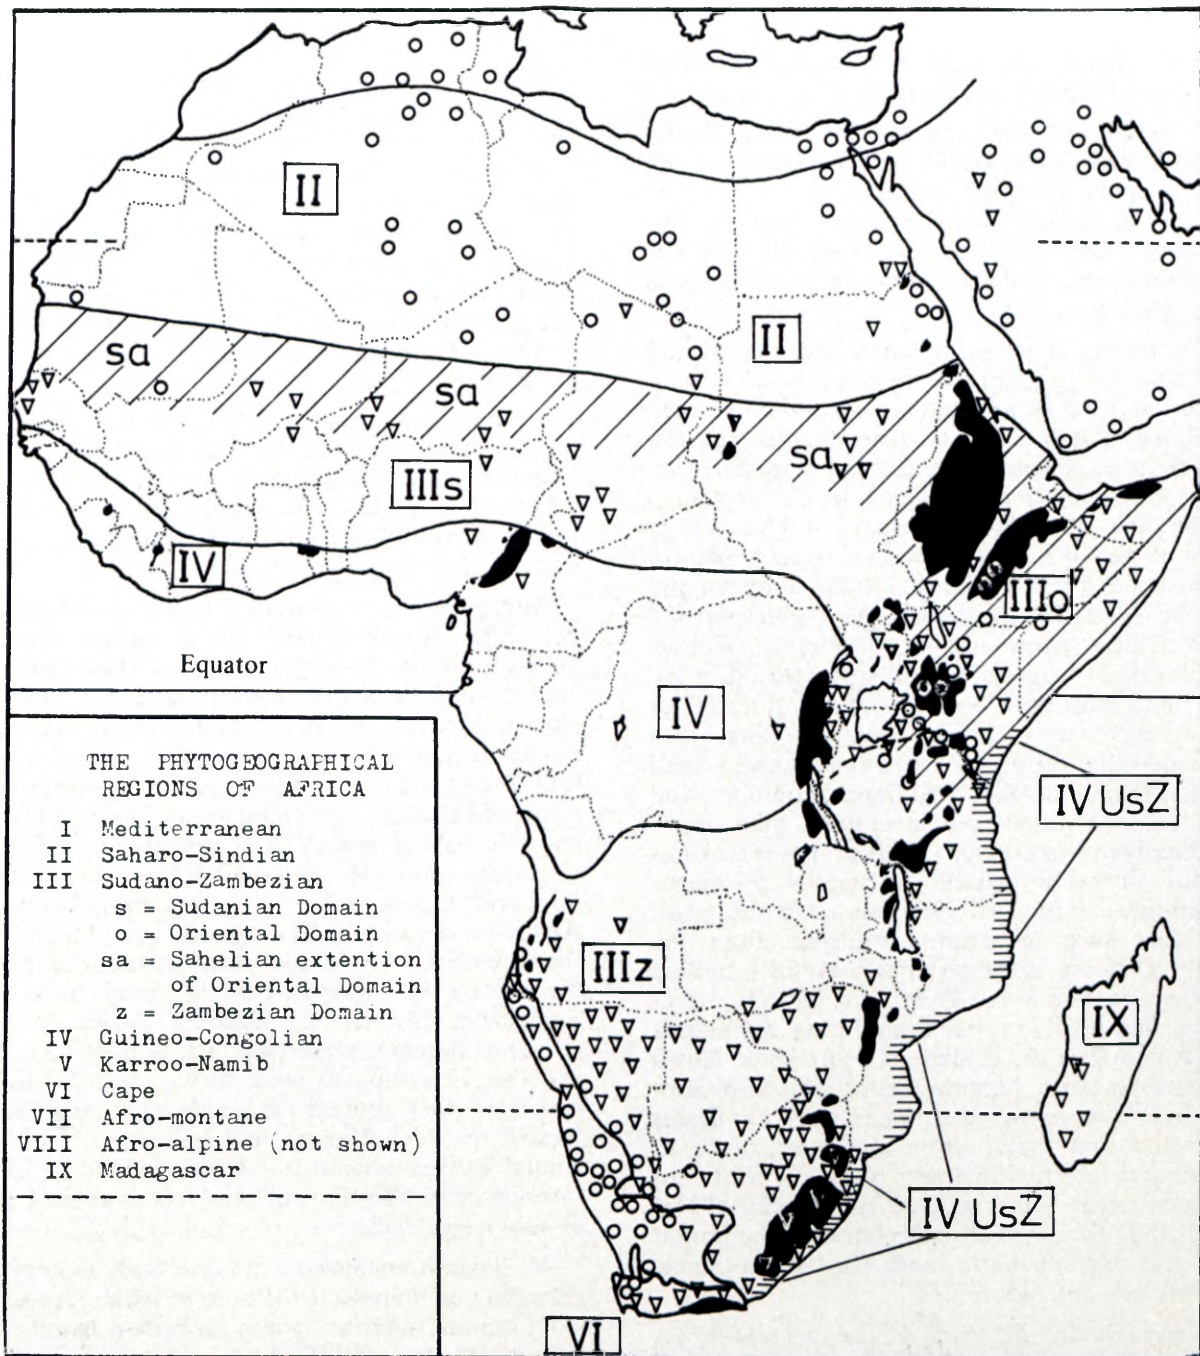 II
sa
sa
II
sa
IIIs
IV
IIIo
Equator
IV
IV UsZ
IIIz
IX
IV UsZ
VI
THE PHYTOGEOGRAPHICAL
REGIONS OF AFRICA
I Mediterranean
II Saharo-Sindian
III Sudano-Zambezian
s = Sudanian Domain
o = Oriental Domain
sa = Sahelian extention
of Oriental Domain
z = Zambezian Domain
IV Guineo-Congolian
V Karroo-Namib
VI Cape
VII Afro-montane
VIII Afro-alpine (not shown)
IX Madagascar